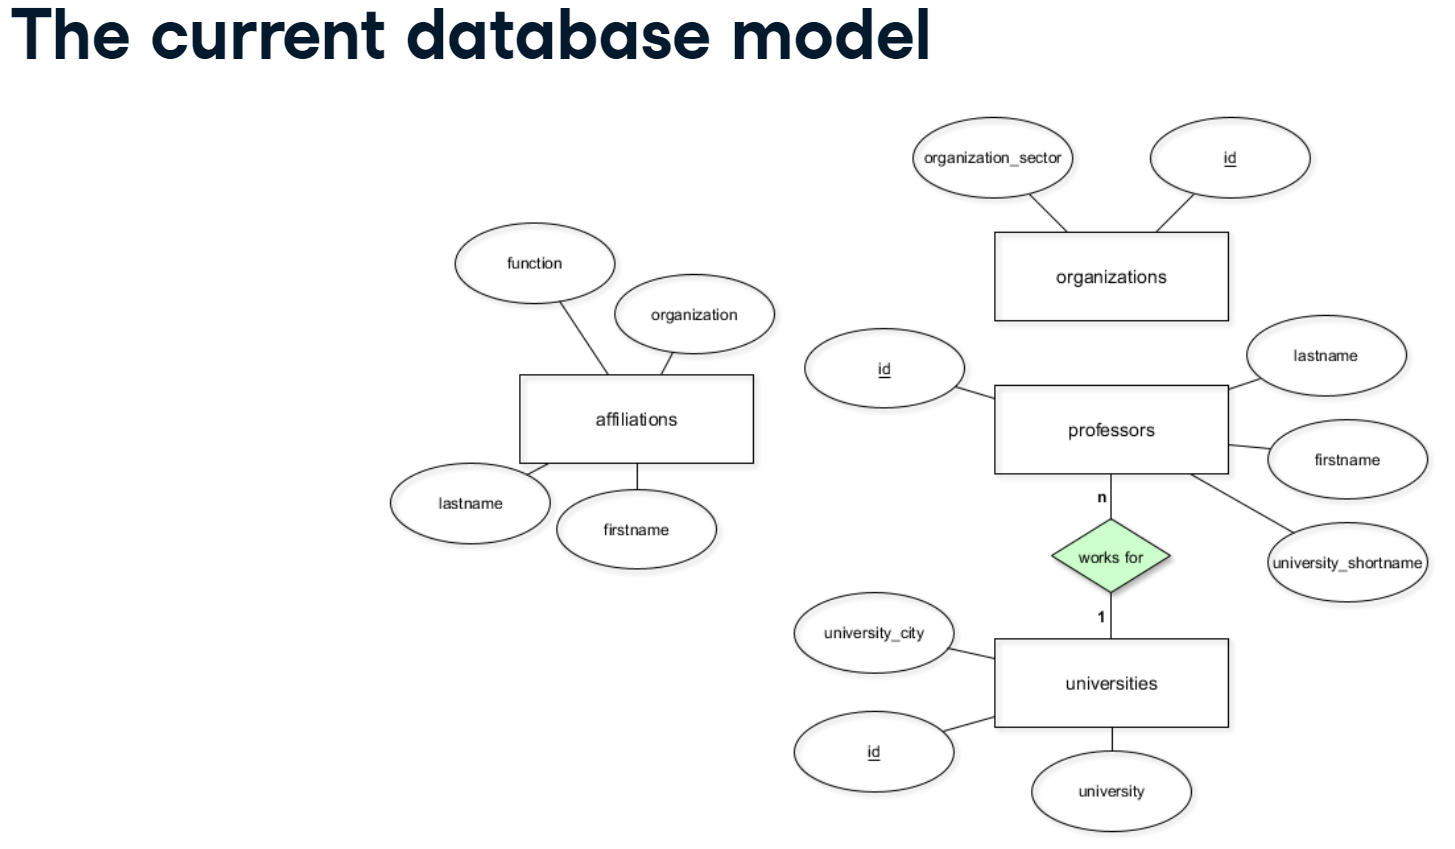 The current database model
organization_sector
id
organizations
function
organization
affiliations
lastname
firstname
id
professors
lastname
firstname
university_shortname
n
works for
1
university_city
universities
id
university